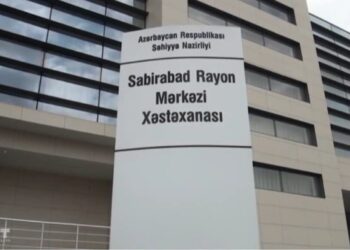 Azərbaycan Respublikası
Səhiyyə Nazirliyi
Sabirabad Rayon
Mərkəzi
Xəstəxanası